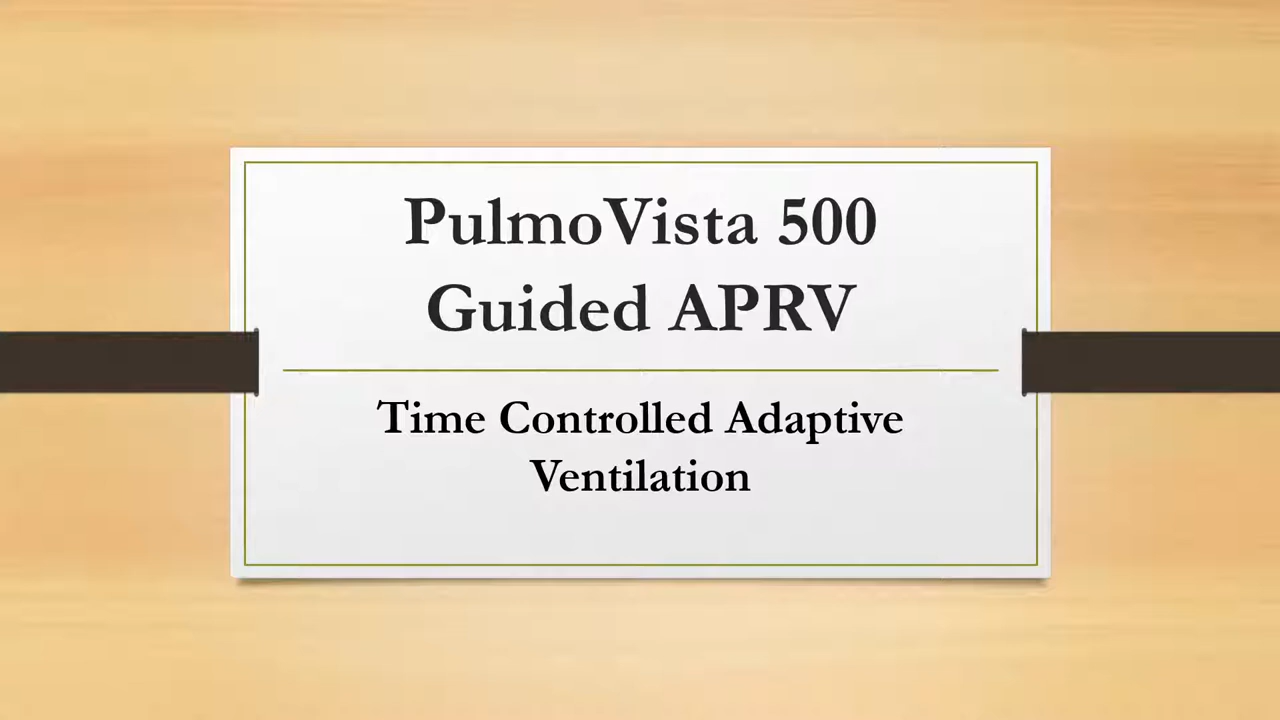 PulmoVista 500
Guided APRV
Time Controlled Adaptive
Ventilation